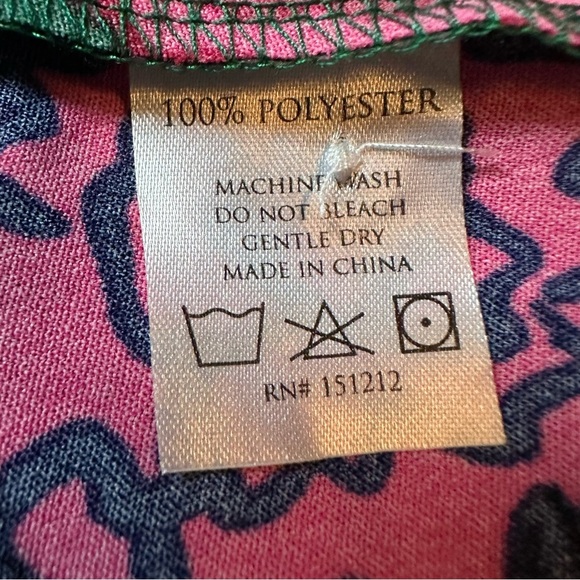 100% POLYESTER
MACHINE WASH
DO NOT BLEACH
GENTLE DRY
MADE IN CHINA
RN# 151212